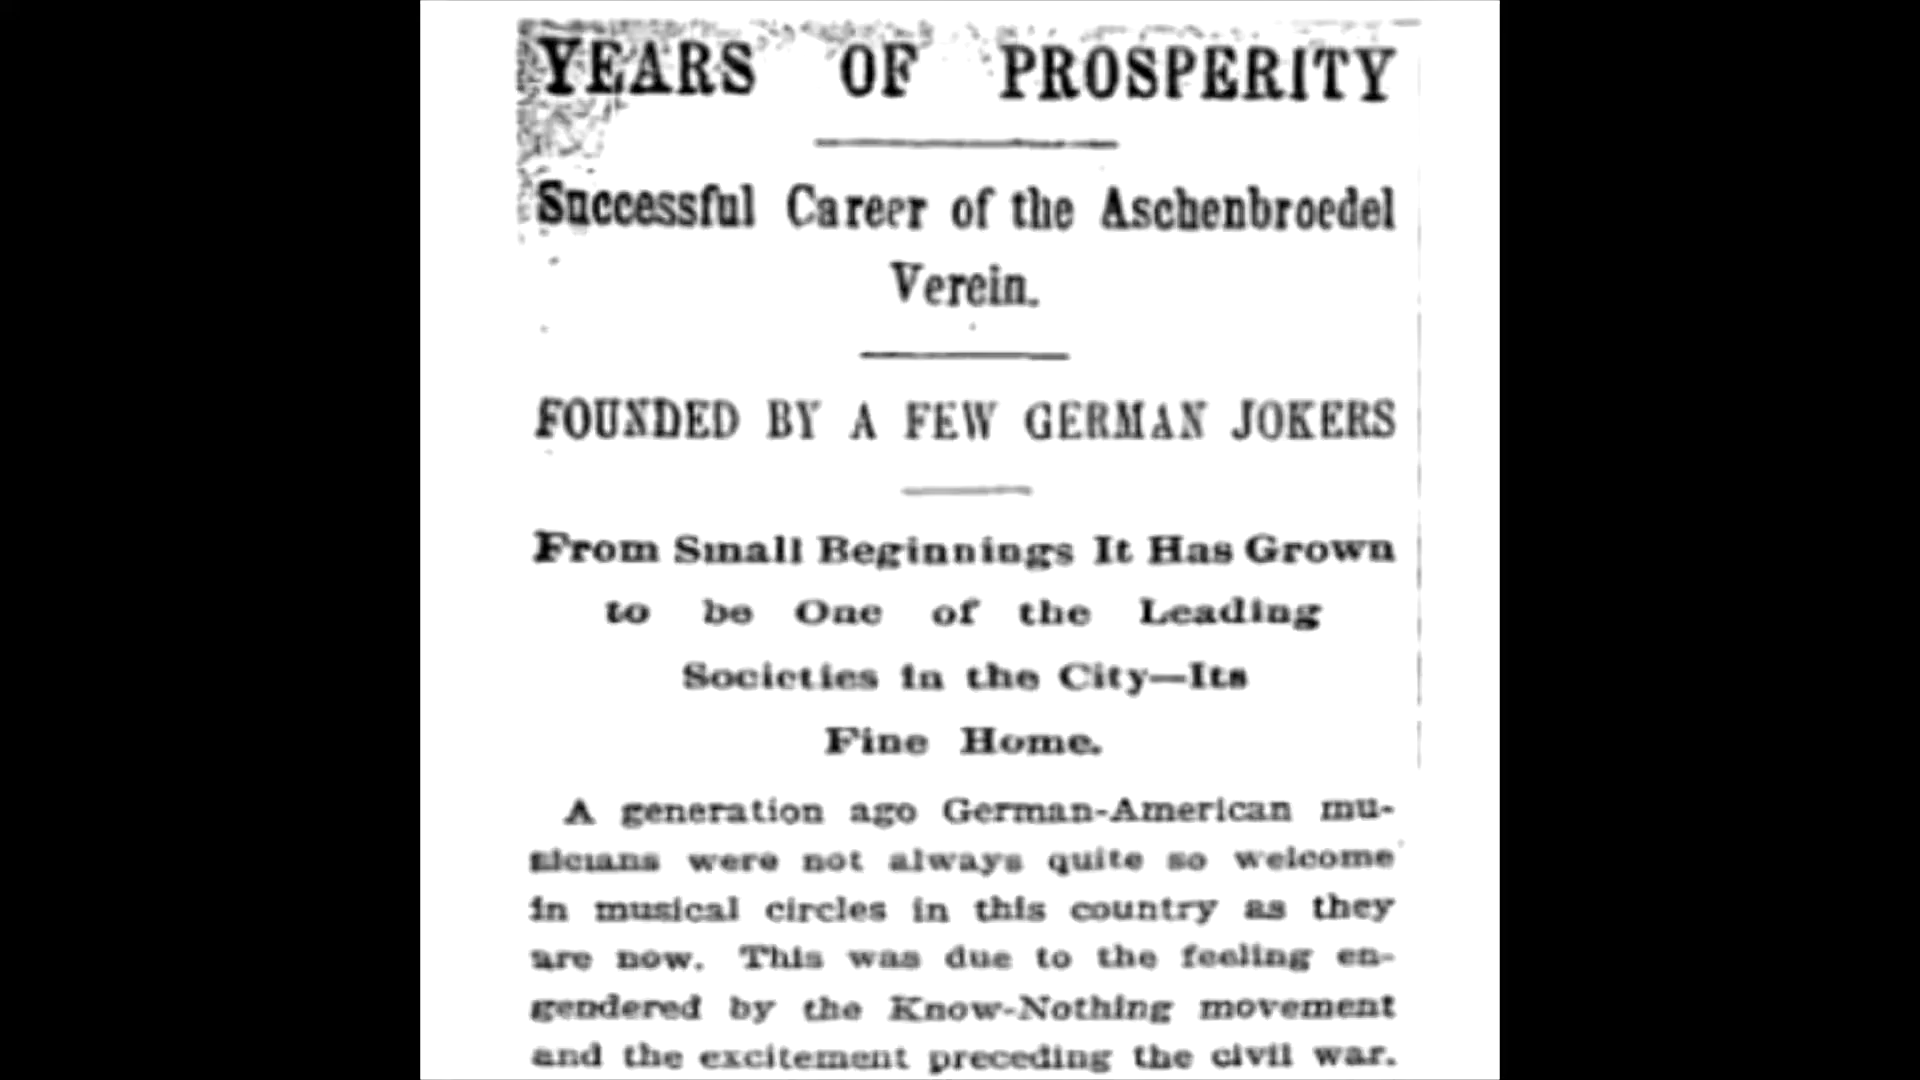 YEARS OF PROSPERITY
Successful Career of the Aschenbroedel
Verein.
FOUNDED BY A FEW GERMAN JOKERS
From Small Beginnings It Has Grown
to be One of the Leading
Societies in the City—Its
Fine Home.
A generation ago German-American mu-
sicians were not always quite so welcome
in musical circles in this country as they
are now. This was due to the feeling en-
gendered by the Know-Nothing movement
and the excitement preceding the civil war.